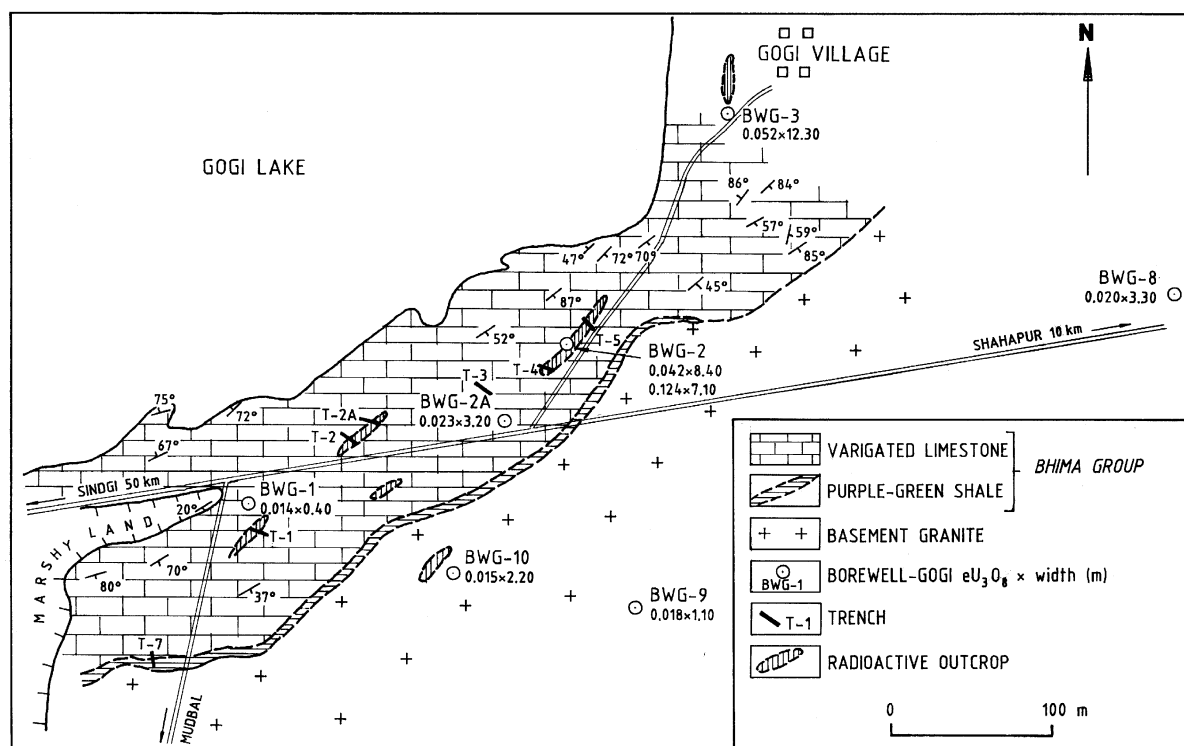 GOGI VILLAGE
N
BWG-3
0.052×12.30
GOGI LAKE
86°
84°
57°
59°
85°
47°
72°
70°
45°
BWG-8
0.020×3.30
87°
SHAHAPUR 10 km
52°
T-5
T-4
BWG-2
0.042×8.40
0.124×7.10
T-3
BWG-2A
0.023×3.20
75°
72°
T-2A
T-2
67°
SINDGI 50 km
BWG-1
0.014×0.40
20°
MARSHY LAND
T-1
70°
80°
37°
BWG-10
0.015×2.20
BWG-9
0.018×1.10
T-7
MUDBAL
VARIGATED LIMESTONE
BHIMA GROUP
PURPLE-GREEN SHALE
BASEMENT GRANITE
BWG-1
BOREWELL-GOGI eU₃O₈ × width (m)
T-1
TRENCH
RADIOACTIVE OUTCROP
0 100 m